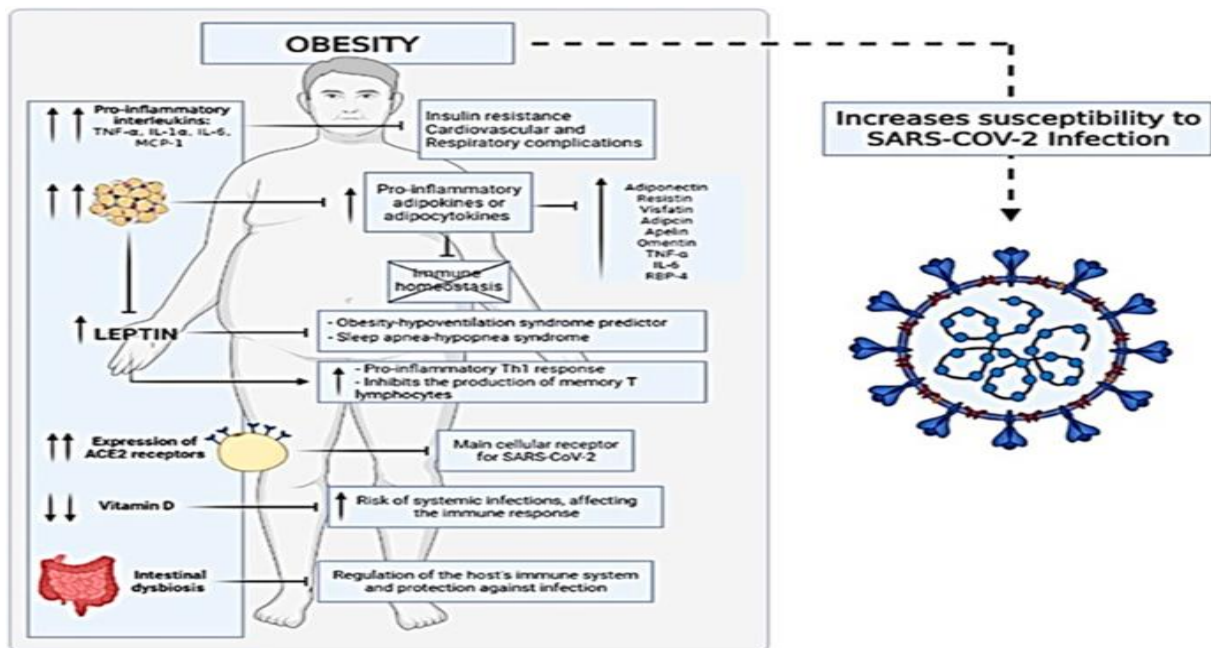 OBESITY
Pro-inflammatory
interleukins:
TNF-α, IL-1α, IL-6,
MCP-1
Insulin resistance
Cardiovascular and
Respiratory complications
Pro-inflammatory
adipokines or
adipocytokines
Adiponectin
Resistin
Visfatin
Adipcin
Apelin
Omentin
TNF-α
IL-6
RBP-4
Immune
homeostasis
LEPTIN
- Obesity-hypoventilation syndrome predictor
- Sleep apnea-hypopnea syndrome
- Pro-inflammatory Th1 response
- Inhibits the production of memory T
lymphocytes
Expression of
ACE2 receptors
Main cellular receptor
for SARS-CoV-2
Vitamin D
Risk of systemic infections, affecting
the immune response
Intestinal
dysbiosis
Regulation of the host's immune system
and protection against infection
Increases susceptibility to
SARS-COV-2 Infection